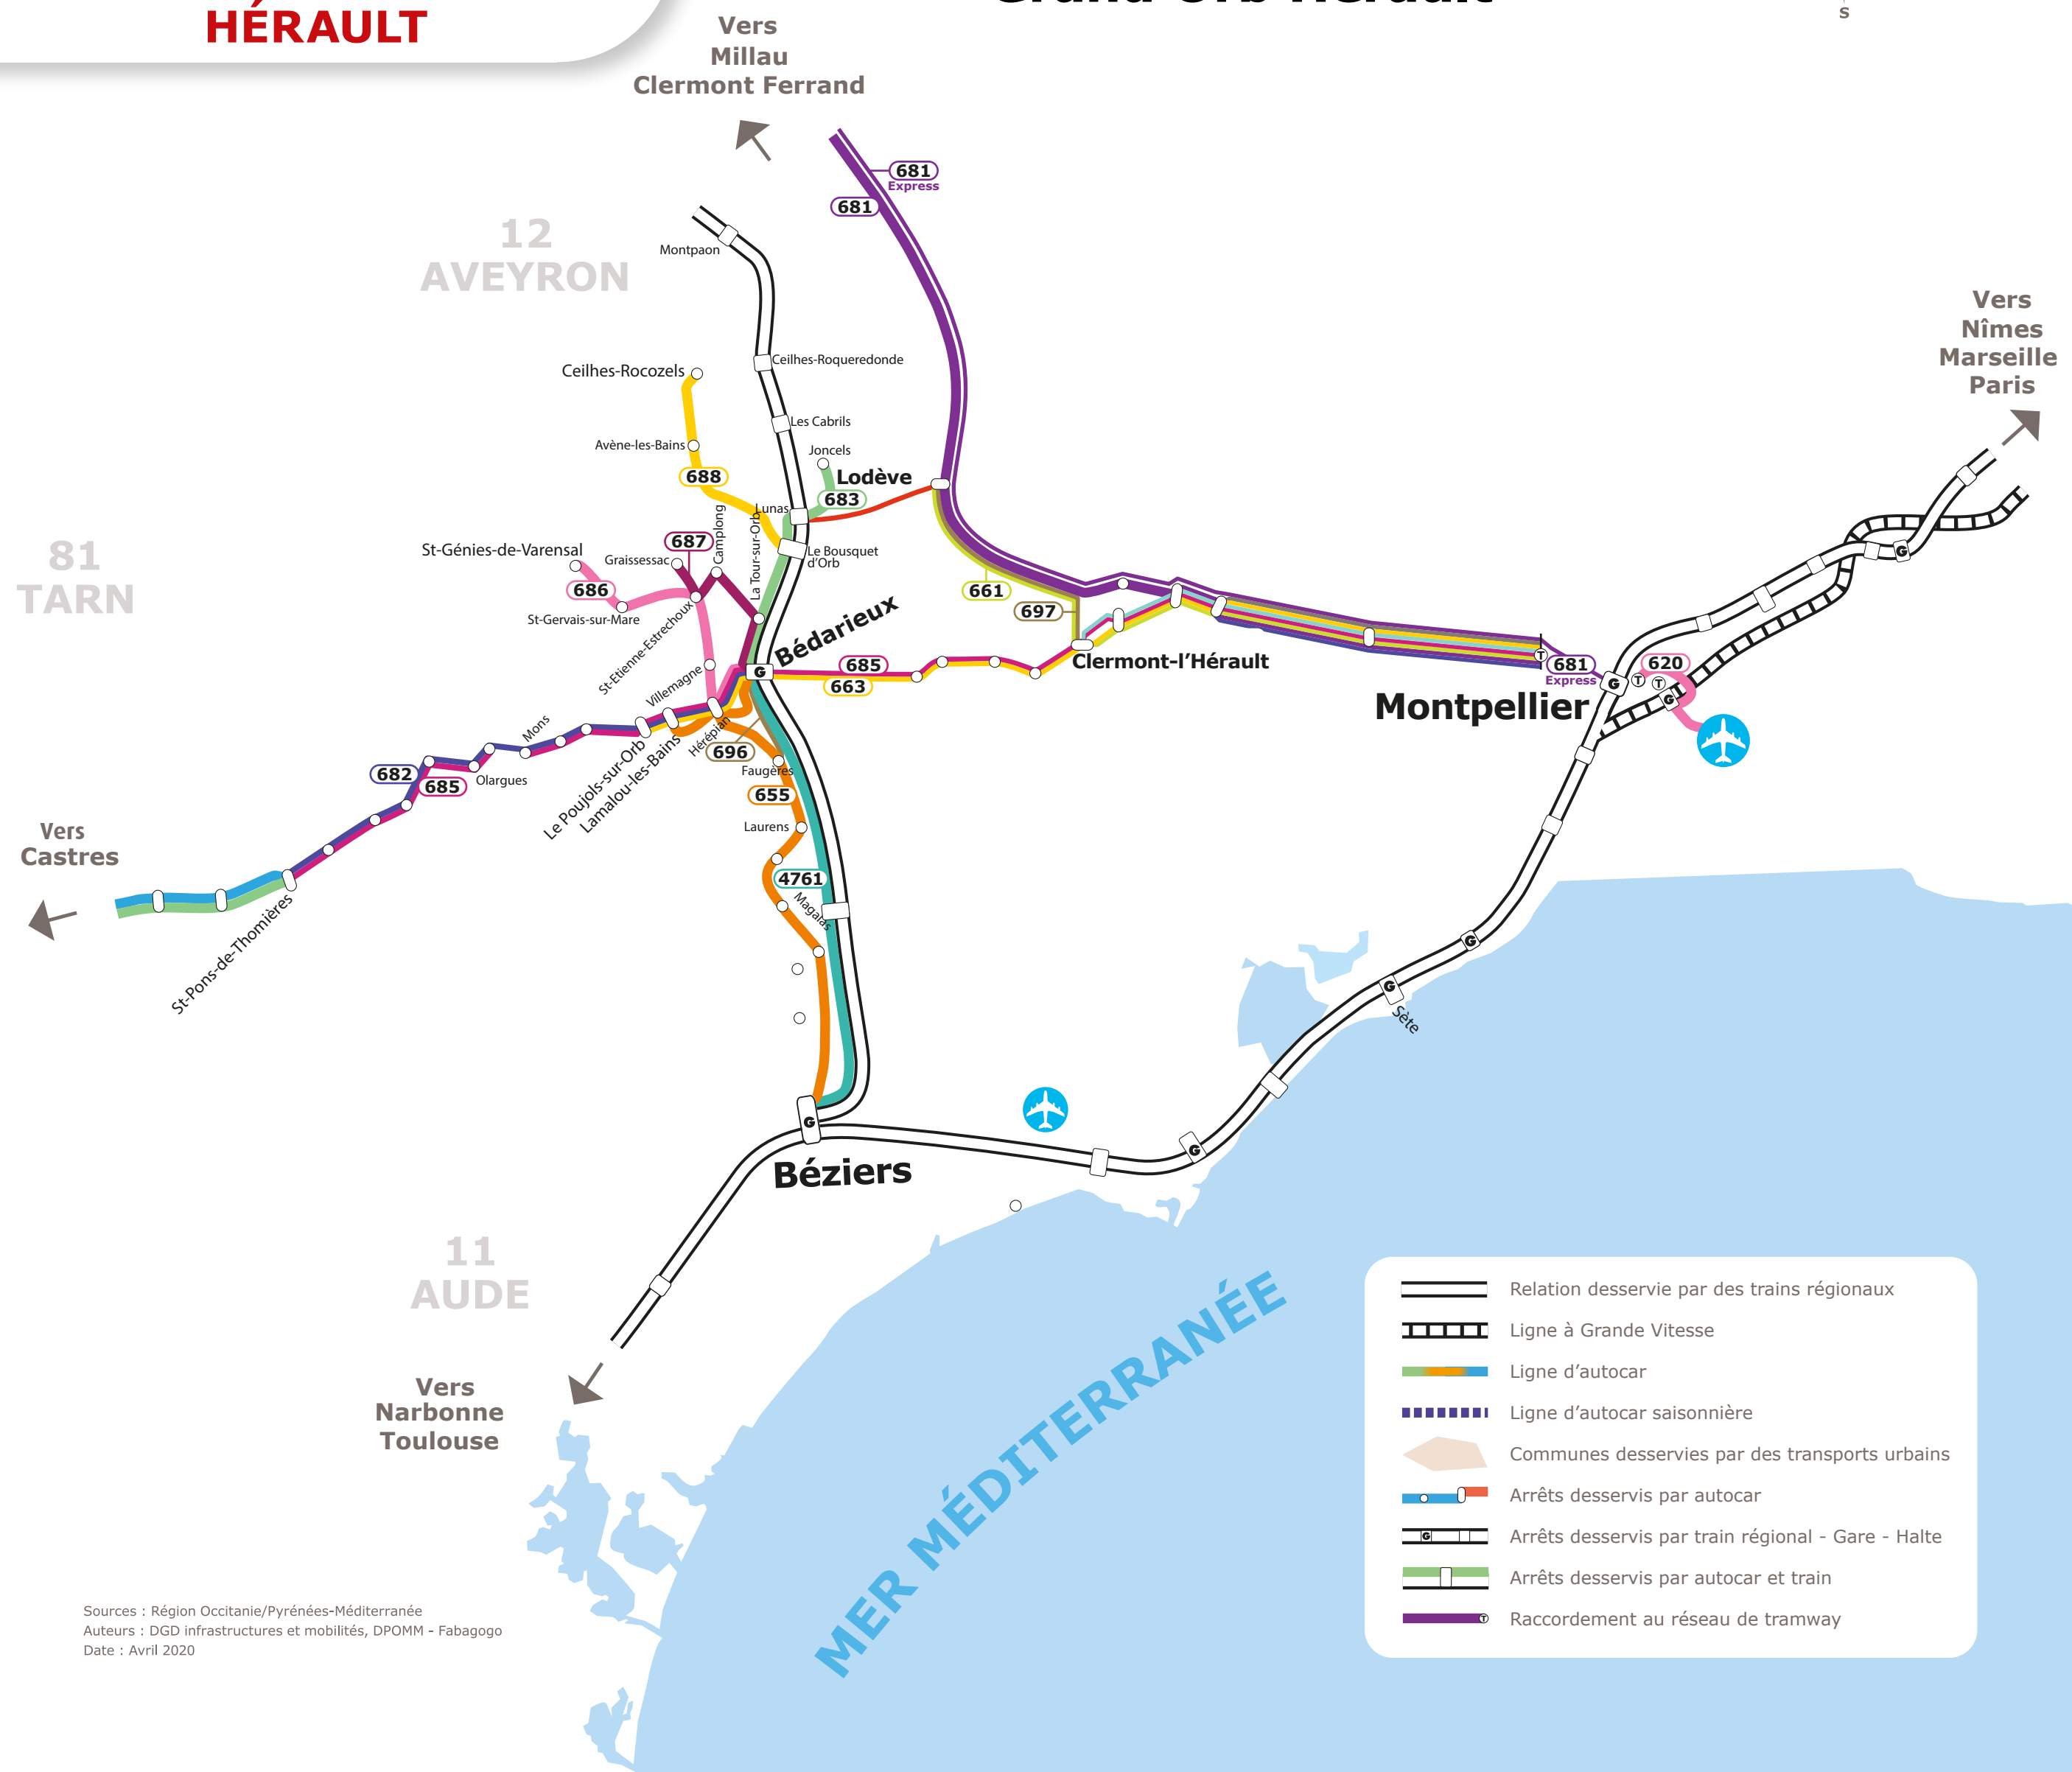 HÉRAULT
Grand Orb Hérault
S
Vers
Millau
Clermont Ferrand
681
Express
681
12
AVEYRON
Montpaon
Vers
Nîmes
Marseille
Paris
Ceilhes-Roqueredonde
Ceilhes-Rocozels
Les Cabrils
Avène-les-Bains
Joncels
688
Lodève
683
Lunas
81
TARN
687
Camplong
La Tour-sur-Orb
St-Génies-de-Varensal
Graissessac
Le Bousquet
d'Orb
686
661
697
St-Gervais-sur-Mare
St-Etienne-Estrechoux
Bédarieux
G
685
663
Clermont-l'Hérault
T
681
Express
620
G
T
T
G
G
Montpellier
Villemagne
Mons
Hérépian
696
682
685
Olargues
Le Poujols-sur-Orb
Lamalou-les-Bains
Faugères
655
Laurens
Vers
Castres
4761
Magalas
St-Pons-de-Thomières
G
G
Sète
G
G
Béziers
11
AUDE
Vers
Narbonne
Toulouse
MER MÉDITERRANÉE
Relation desservie par des trains régionaux
Ligne à Grande Vitesse
Ligne d'autocar
Ligne d'autocar saisonnière
Communes desservies par des transports urbains
Arrêts desservis par autocar
G
Arrêts desservis par train régional - Gare - Halte
Arrêts desservis par autocar et train
T
Raccordement au réseau de tramway
Sources : Région Occitanie/Pyrénées-Méditerranée
Auteurs : DGD infrastructures et mobilités, DPOMM - Fabagogo
Date : Avril 2020